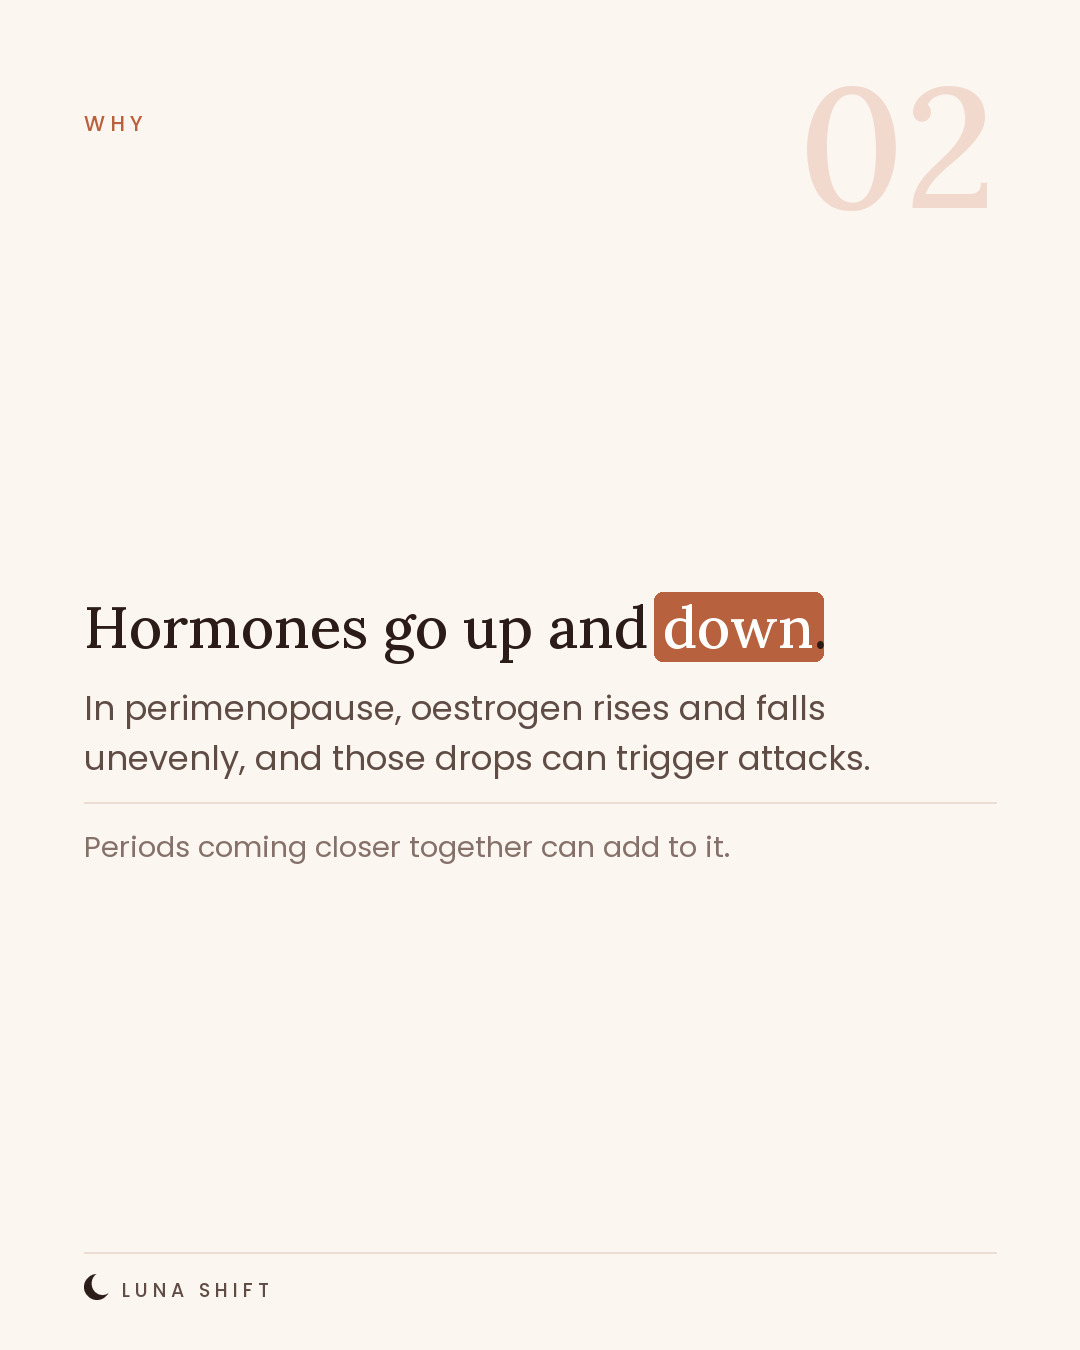 WHY
02
Hormones go up and down.
In perimenopause, oestrogen rises and falls
unevenly, and those drops can trigger attacks.
Periods coming closer together can add to it.
LUNA SHIFT